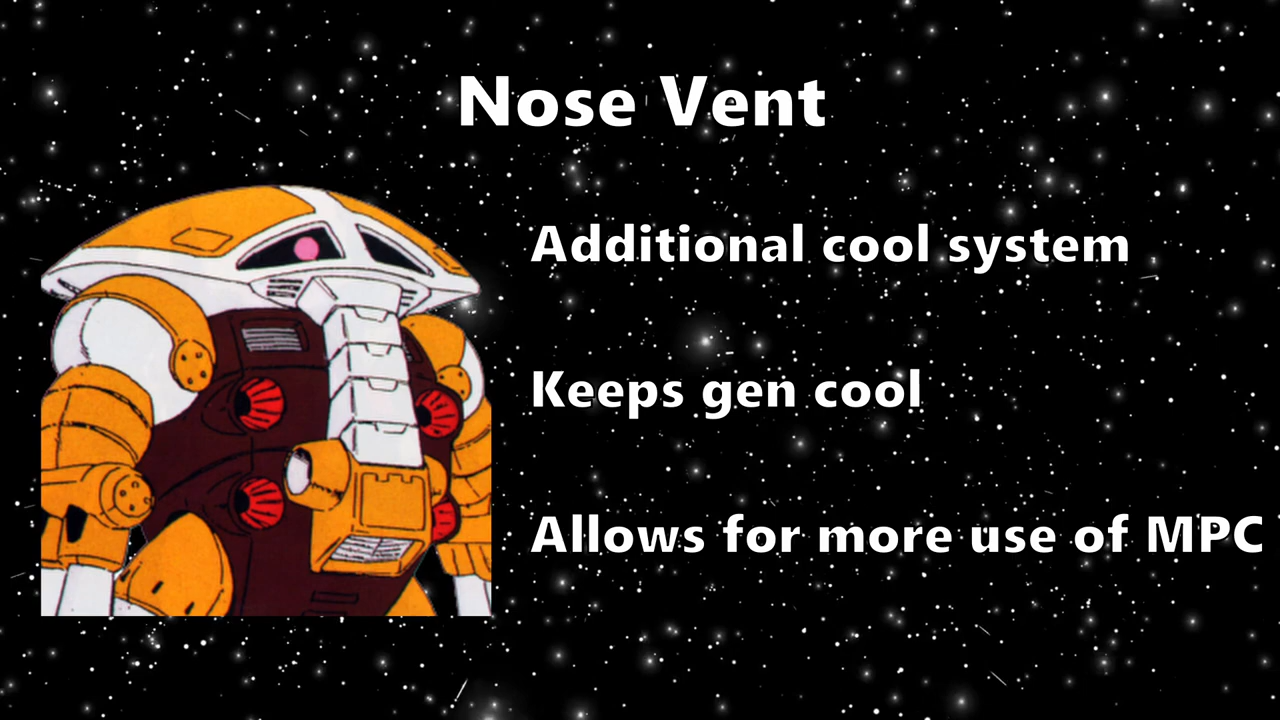 Nose Vent
Additional cool system
Keeps gen cool
Allows for more use of MPC